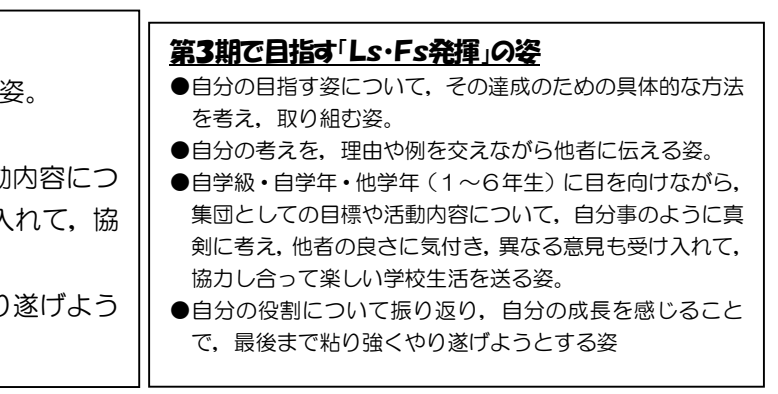 姿。
動内容につ
入れて，協
り遂げよう
第3期で目指す「Ls・Fs発揮」の姿
●自分の目指す姿について，その達成のための具体的な方法
を考え，取り組む姿。
●自分の考えを，理由や例を交えながら他者に伝える姿。
●自学級・自学年・他学年（１～６年生）に目を向けながら，
集団としての目標や活動内容について，自分事のように真
剣に考え，他者の良さに気付き，異なる意見も受け入れて，
協力し合って楽しい学校生活を送る姿。
●自分の役割について振り返り，自分の成長を感じること
で，最後まで粘り強くやり遂げようとする姿